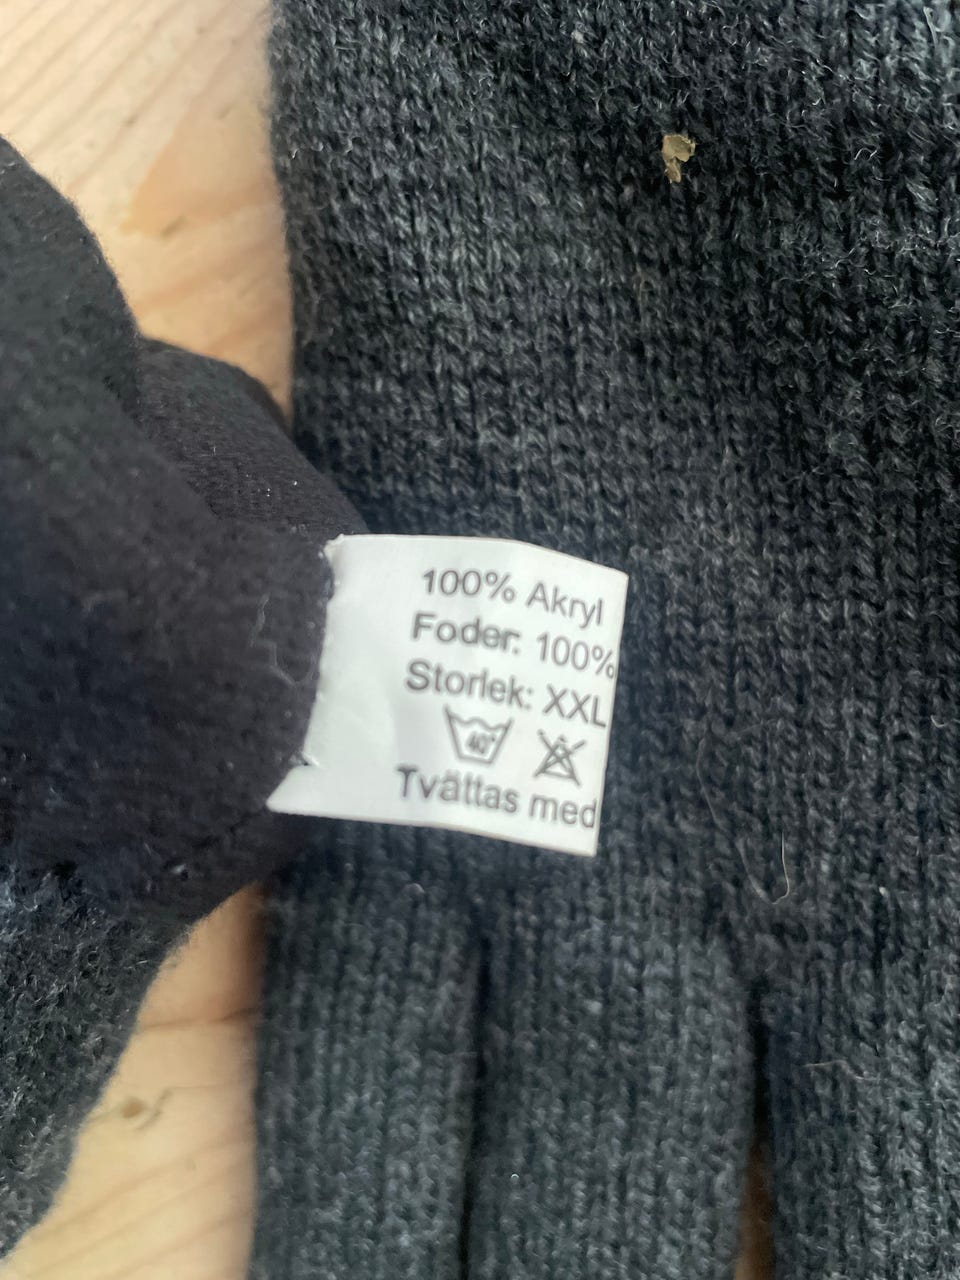 100% Akryl
Foder: 100%
Storlek: XXL
40°
Tvättas med